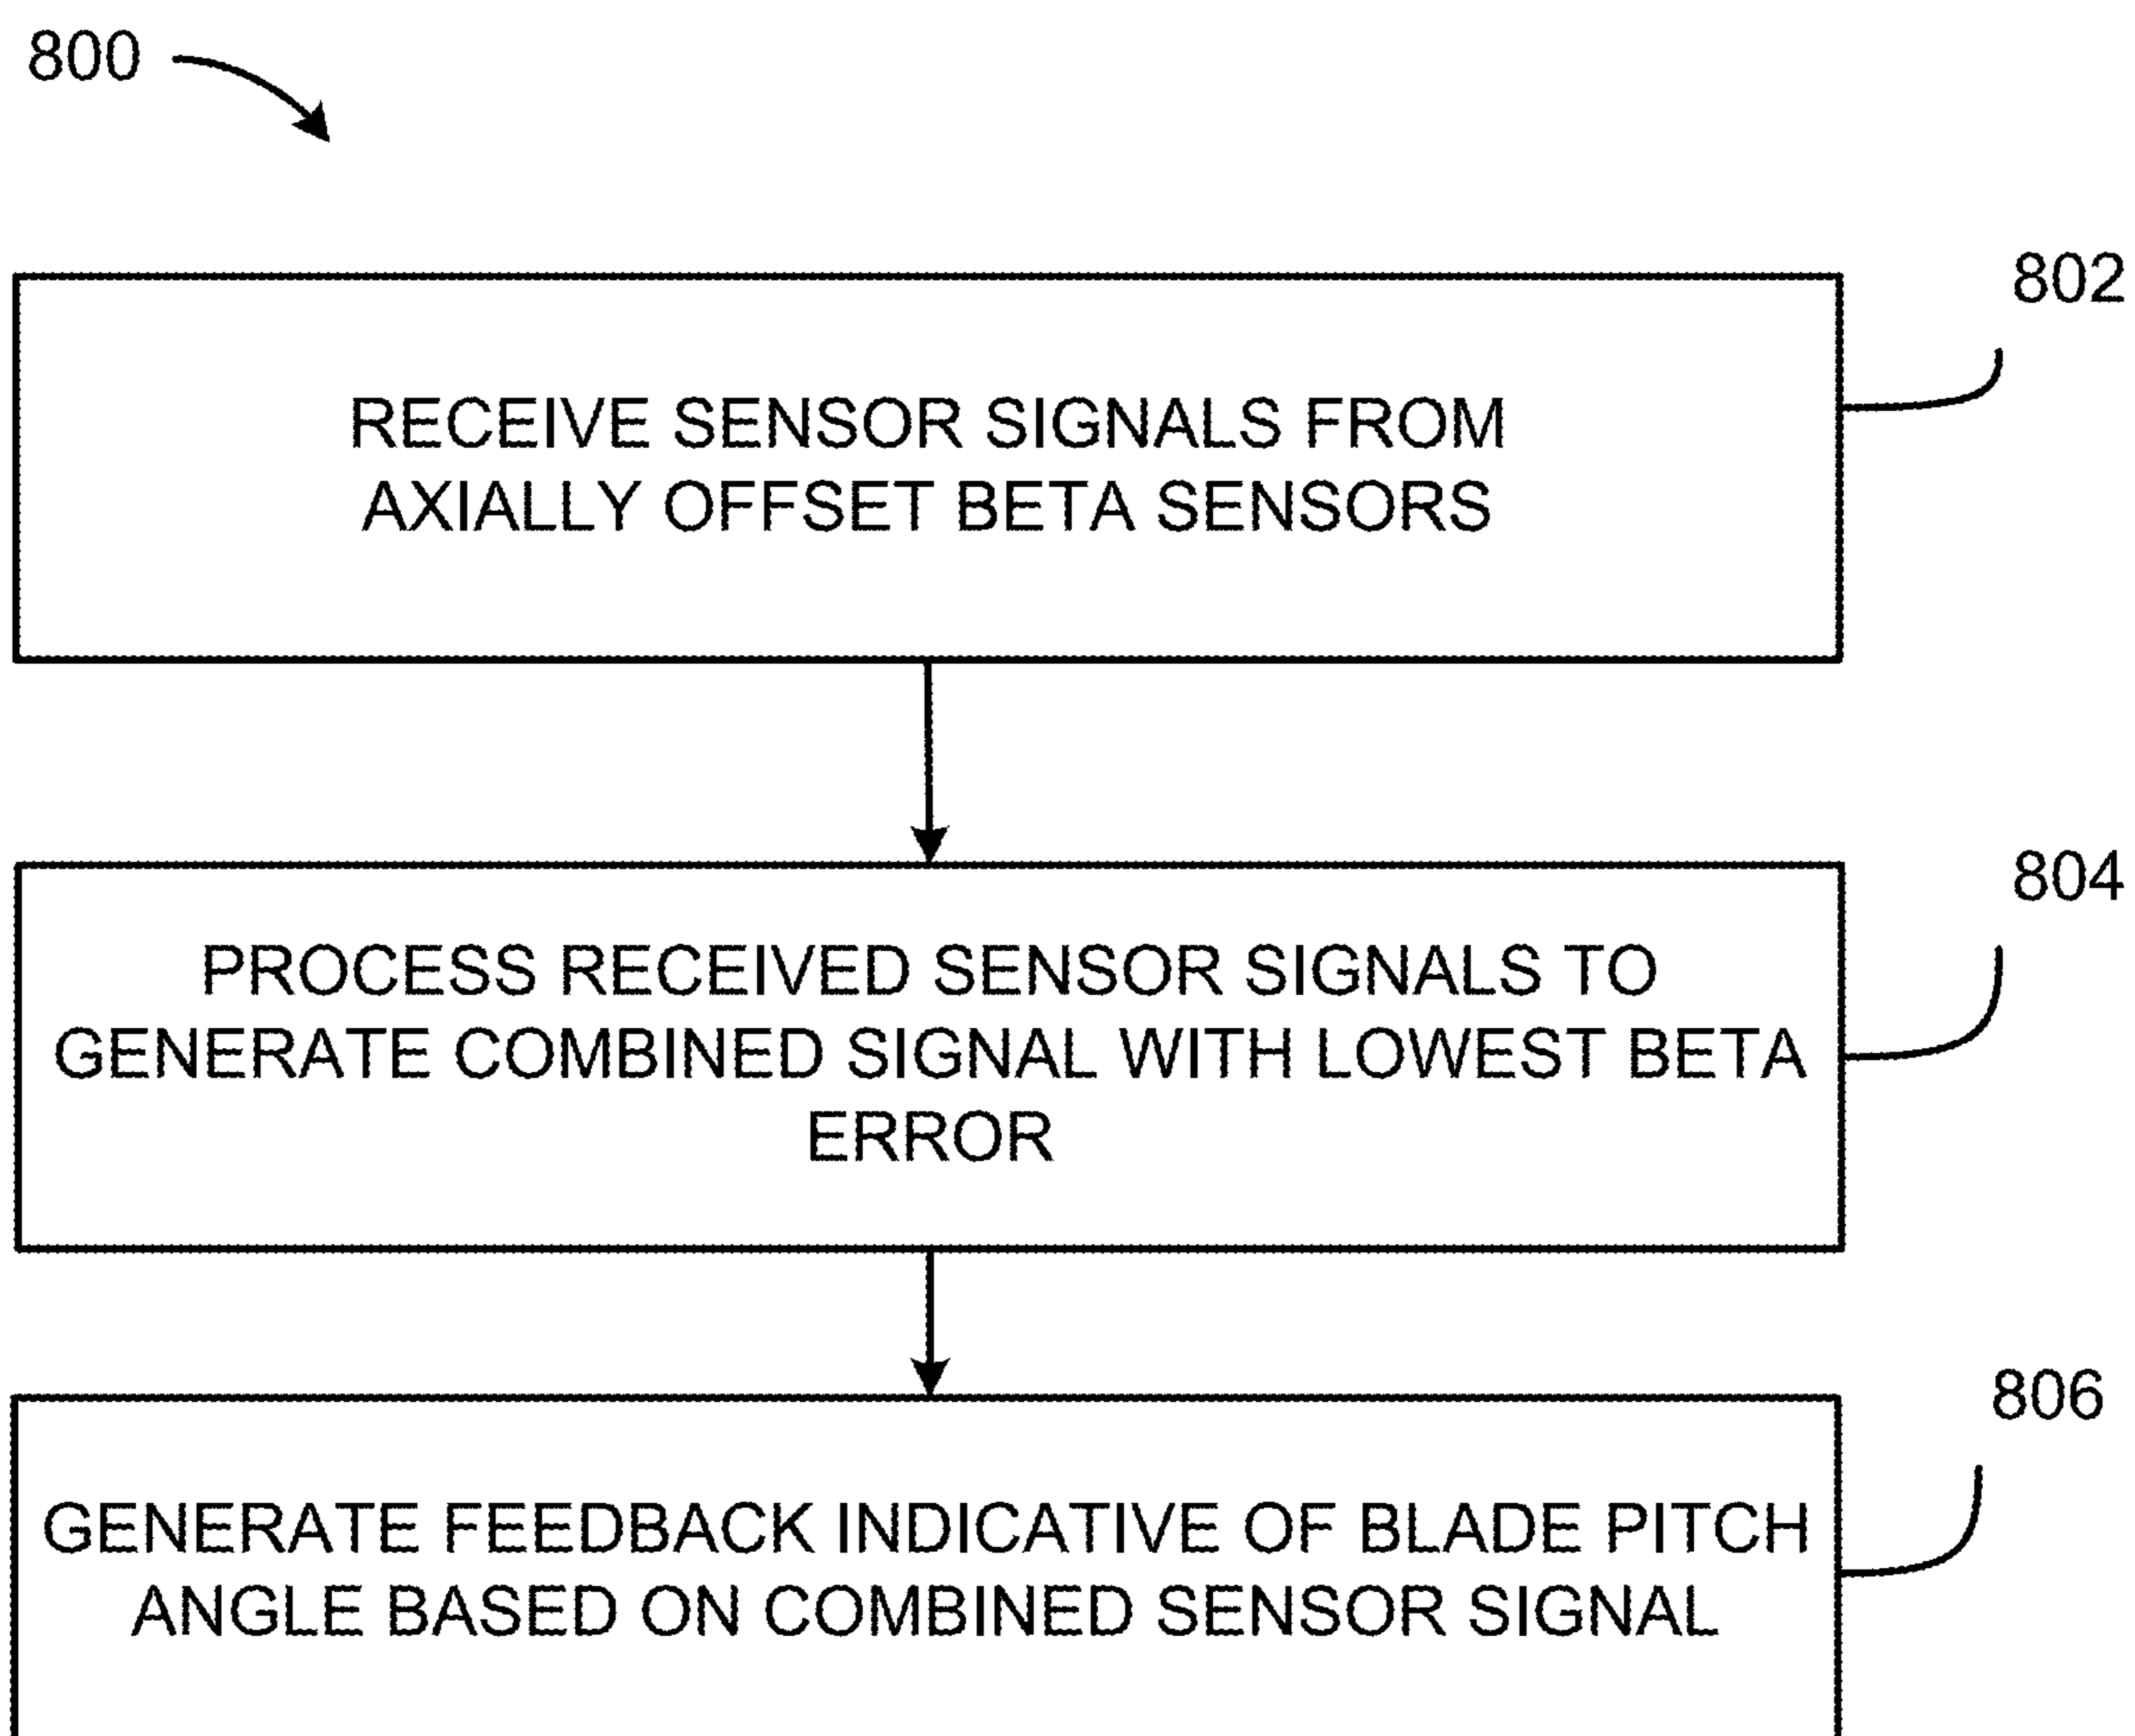 800
802
RECEIVE SENSOR SIGNALS FROM
AXIALLY OFFSET BETA SENSORS
804
PROCESS RECEIVED SENSOR SIGNALS TO
GENERATE COMBINED SIGNAL WITH LOWEST BETA
ERROR
806
GENERATE FEEDBACK INDICATIVE OF BLADE PITCH
ANGLE BASED ON COMBINED SENSOR SIGNAL